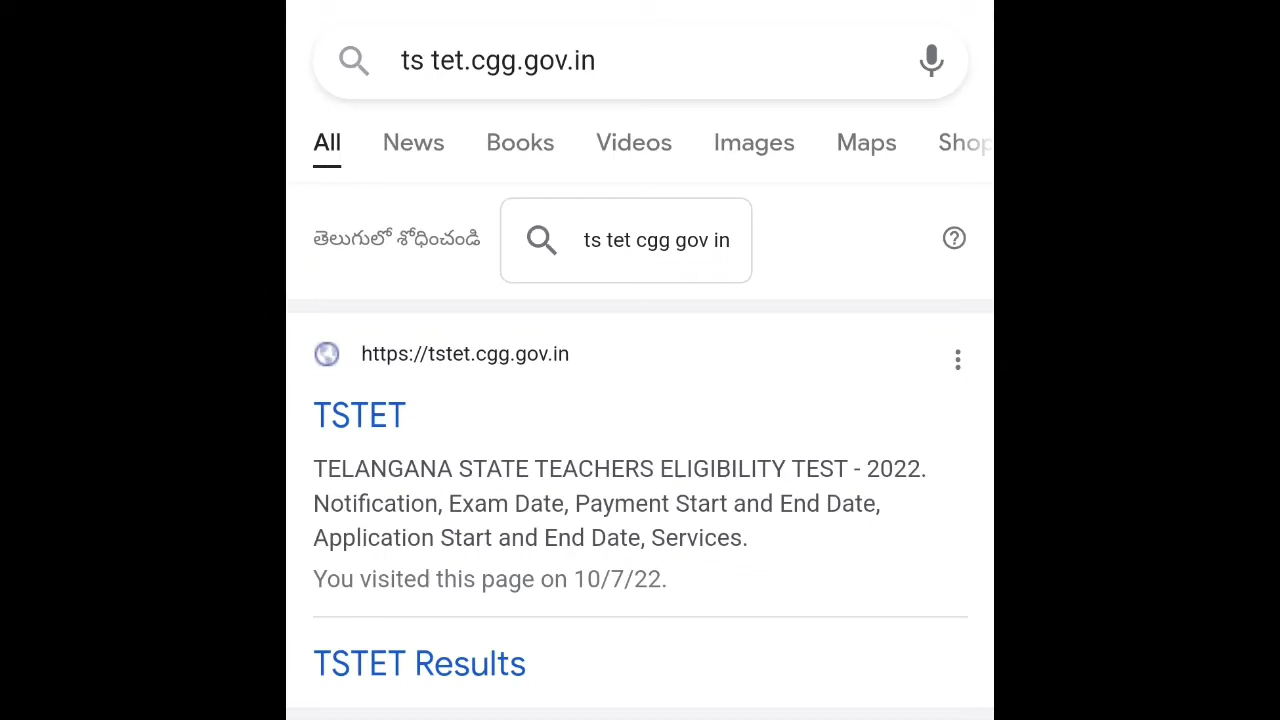 ts tet.cgg.gov.in
All News Books Videos Images Maps Shop
తెలుగులో శోధించండి ts tet cgg gov in
https://tstet.cgg.gov.in
TSTET
TELANGANA STATE TEACHERS ELIGIBILITY TEST - 2022.
Notification, Exam Date, Payment Start and End Date,
Application Start and End Date, Services.
You visited this page on 10/7/22.
TSTET Results